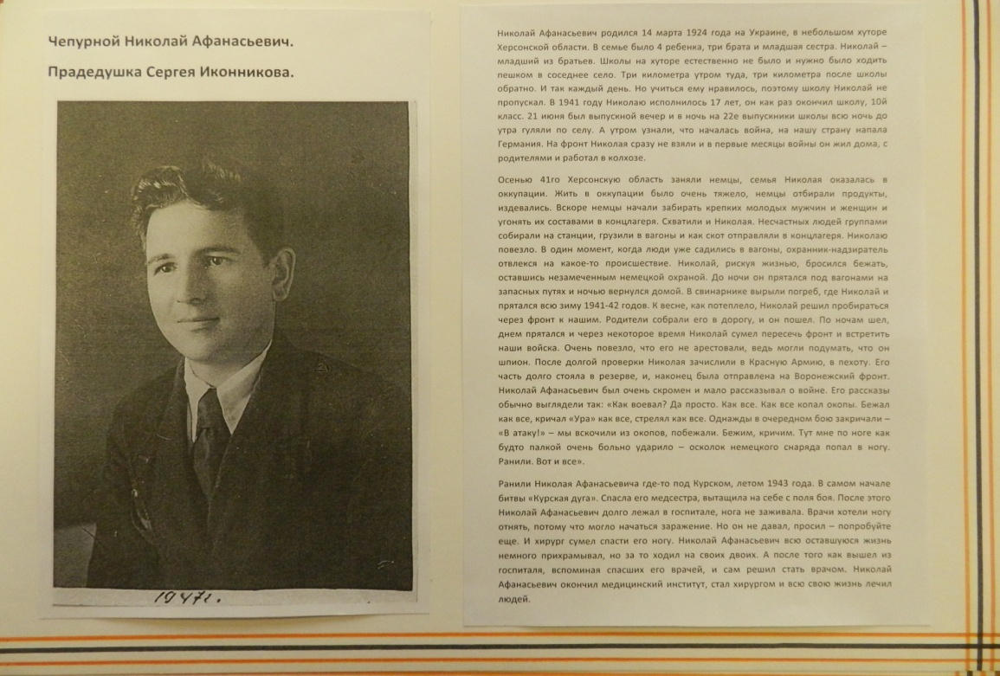 Чепурной Николай Афанасьевич.
Прадедушка Сергея Иконникова.
1947г.
Николай Афанасьевич родился 14 марта 1924 года на Украине, в небольшом хуторе
Херсонской области. В семье было 4 ребенка, три брата и младшая сестра. Николай –
младший из братьев. Школы на хуторе естественно не было и нужно было ходить
пешком в соседнее село. Три километра утром туда, три километра после школы
обратно. И так каждый день. Но учиться ему нравилось, поэтому школу Николай не
пропускал. В 1941 году Николаю исполнилось 17 лет, он как раз окончил школу, 10й
класс. 21 июня был выпускной вечер и в ночь на 22е выпускники школы всю ночь до
утра гуляли по селу. А утром узнали, что началась война, на нашу страну напала
Германия. На фронт Николая сразу не взяли и в первые месяцы войны он жил дома, с
родителями и работал в колхозе.
Осенью 41го Херсонскую область заняли немцы, семья Николая оказалась в
оккупации. Жить в оккупации было очень тяжело, немцы отбирали продукты,
издевались. Вскоре немцы начали забирать крепких молодых мужчин и женщин и
угонять их составами в концлагеря. Схватили и Николая. Несчастных людей группами
собирали на станции, грузили в вагоны и как скот отправляли в концлагеря. Николаю
повезло. В один момент, когда люди уже садились в вагоны, охранник-надзиратель
отвлекся на какое-то происшествие. Николай, рискуя жизнью, бросился бежать,
оставшись незамеченным немецкой охраной. До ночи он прятался под вагонами на
запасных путях и ночью вернулся домой. В свинарнике вырыли погреб, где Николай и
прятался всю зиму 1941-42 годов. К весне, как потеплело, Николай решил пробираться
через фронт к нашим. Родители собрали его в дорогу, и он пошел. По ночам шел,
днем прятался и через некоторое время Николай сумел пересечь фронт и встретить
наши войска. Очень повезло, что его не арестовали, ведь могли подумать, что он
шпион. После долгой проверки Николая зачислили в Красную Армию, в пехоту. Его
часть долго стояла в резерве, и, наконец была отправлена на Воронежский фронт.
Николай Афанасьевич был очень скромен и мало рассказывал о войне. Его рассказы
обычно выглядели так: «Как воевал? Да просто. Как все. Как все копал окопы. Бежал
как все, кричал «Ура» как все, стрелял как все. Однажды в очередном бою закричали –
«В атаку!» – мы вскочили из окопов, побежали. Бежим, кричим. Тут мне по ноге как
будто палкой очень больно ударило – осколок немецкого снаряда попал в ногу.
Ранили. Вот и все».
Ранили Николая Афанасьевича где-то под Курском, летом 1943 года. В самом начале
битвы «Курская дуга». Спасла его медсестра, вытащила на себе с поля боя. После этого
Николай Афанасьевич долго лежал в госпитале, нога не заживала. Врачи хотели ногу
отнять, потому что могло начаться заражение. Но он не давал, просил – попробуйте
еще. И хирург сумел спасти его ногу. Николай Афанасьевич всю оставшуюся жизнь
немного прихрамывал, но за то ходил на своих двоих. А после того как вышел из
госпиталя, вспоминая спасших его врачей, и сам решил стать врачом. Николай
Афанасьевич окончил медицинский институт, стал хирургом и всю свою жизнь лечил
людей.